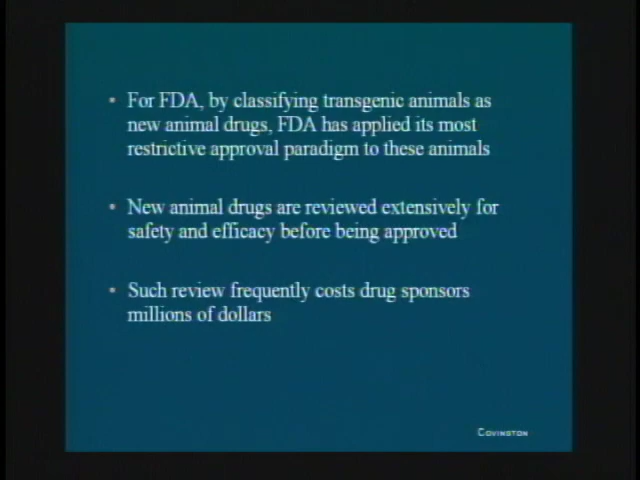 • For FDA, by classifying transgenic animals as
new animal drugs, FDA has applied its most
restrictive approval paradigm to these animals
• New animal drugs are reviewed extensively for
safety and efficacy before being approved
• Such review frequently costs drug sponsors
millions of dollars
COVINGTON